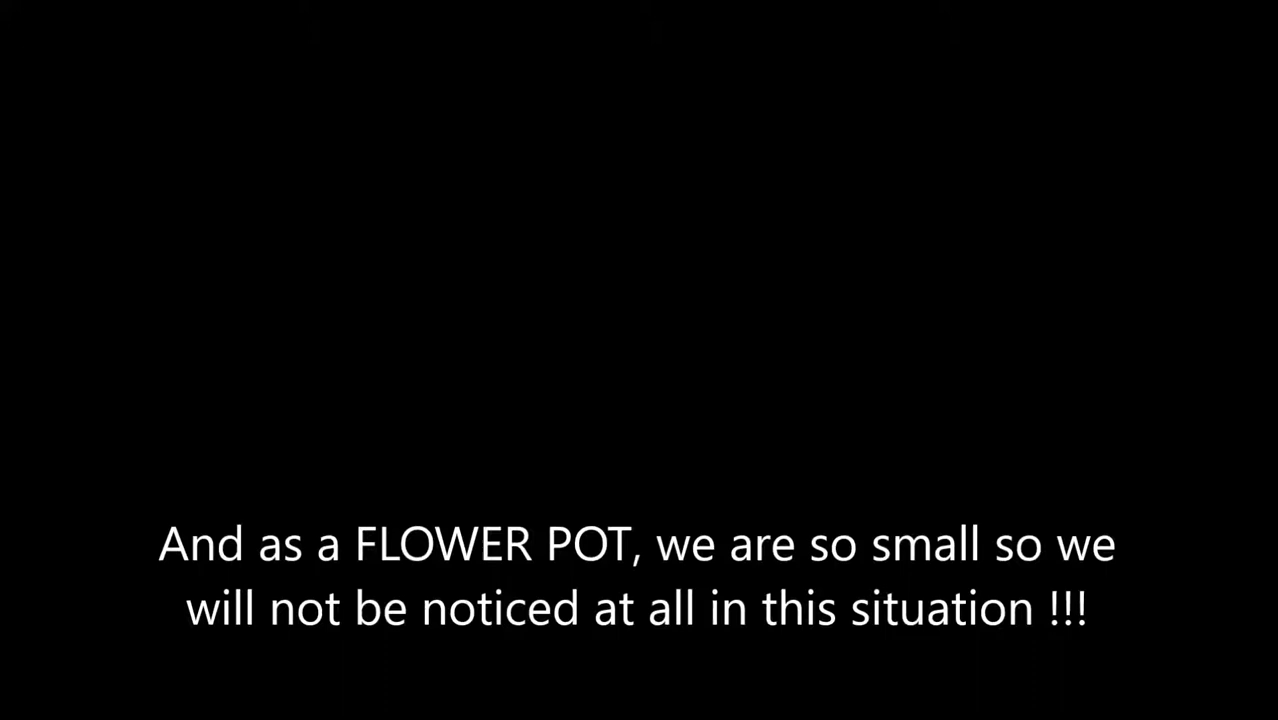 And as a FLOWER POT, we are so small so we
will not be noticed at all in this situation !!!